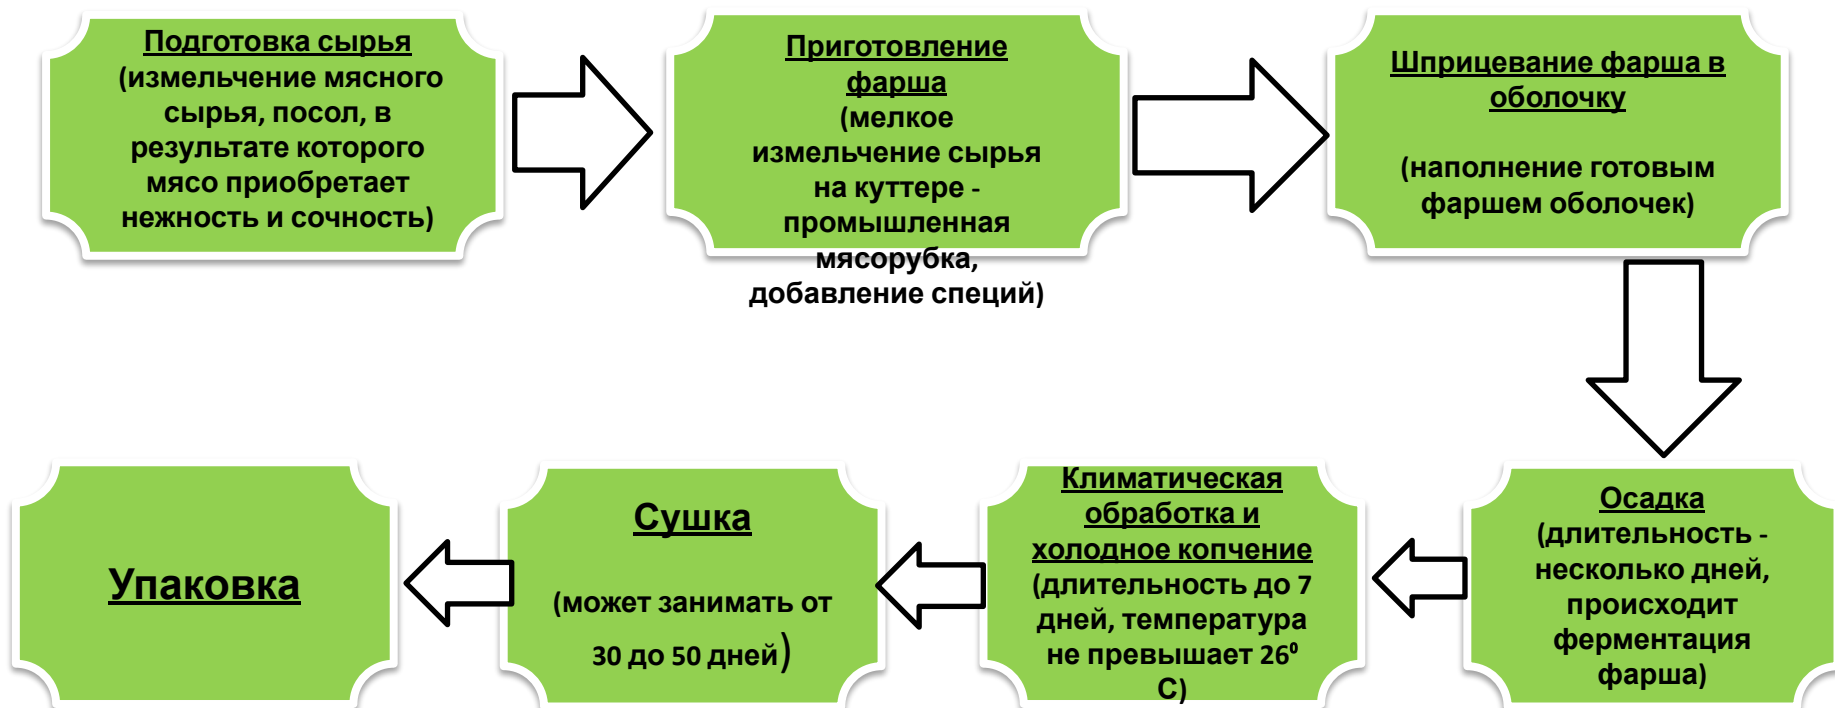 Подготовка сырья
(измельчение мясного
сырья, посол, в
результате которого
мясо приобретает
нежность и сочность)
Приготовление
фарша
(мелкое
измельчение сырья
на куттере -
промышленная
мясорубка,
добавление специй)
Шприцевание фарша в
оболочку
(наполнение готовым
фаршем оболочек)
Осадка
(длительность -
несколько дней,
происходит
ферментация
фарша)
Климатическая
обработка и
холодное копчение
(длительность до 7
дней, температура
не превышает 26⁰
С)
Сушка
(может занимать от
30 до 50 дней)
Упаковка